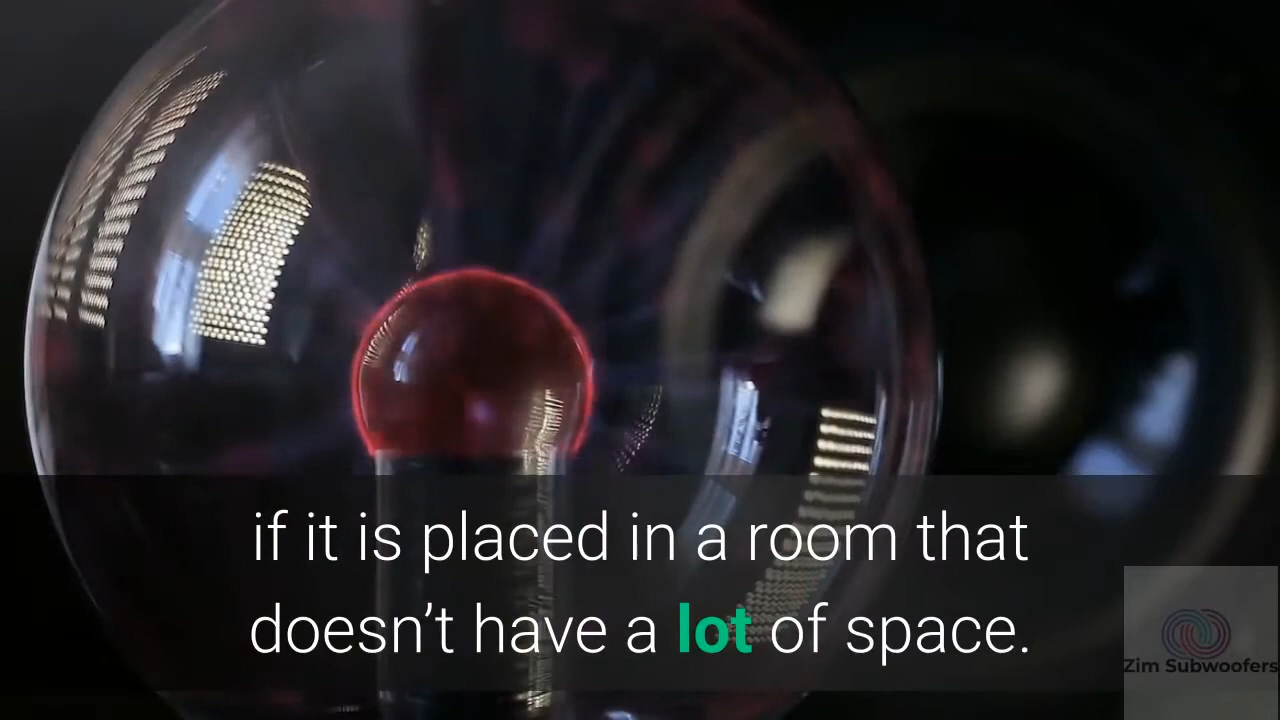 if it is placed in a room that
doesn’t have a lot of space.
Zim Subwoofers